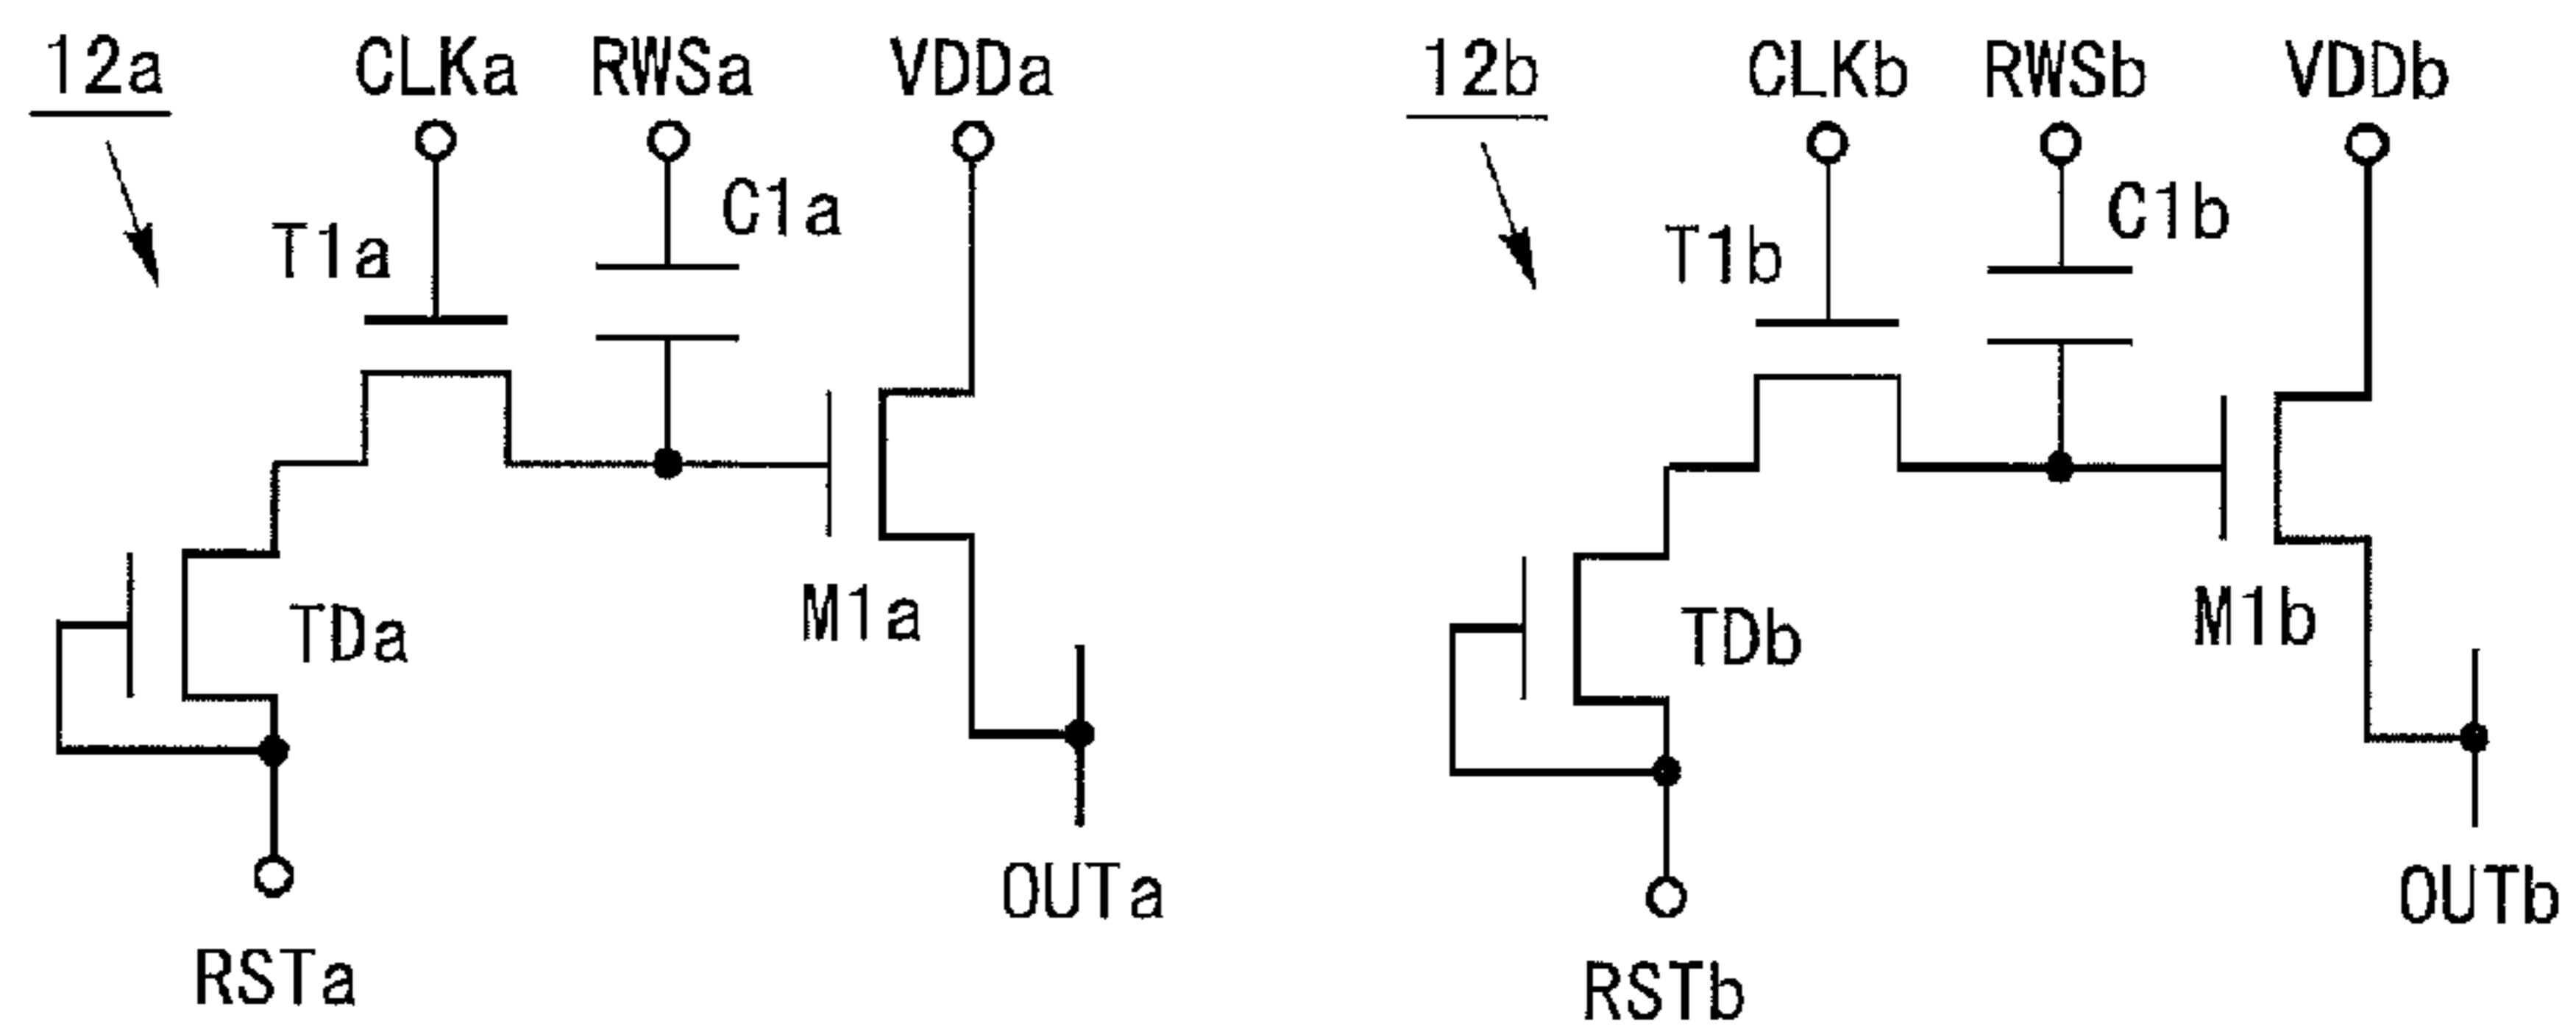 12a CLKa RWSa VDDa
T1a C1a
TDa M1a
OUTa
RSTa
12b CLKb RWSb VDDb
T1b C1b
TDb M1b
OUTb
RSTb